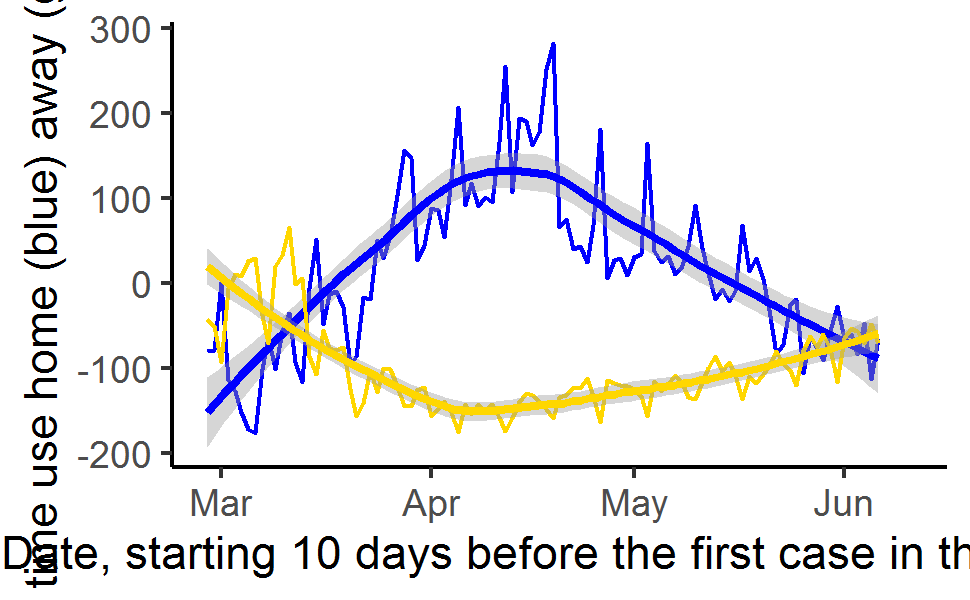 time use home (blue) away (g
300
200
100
0
-100
-200
Mar Apr May Jun
Date, starting 10 days before the first case in th